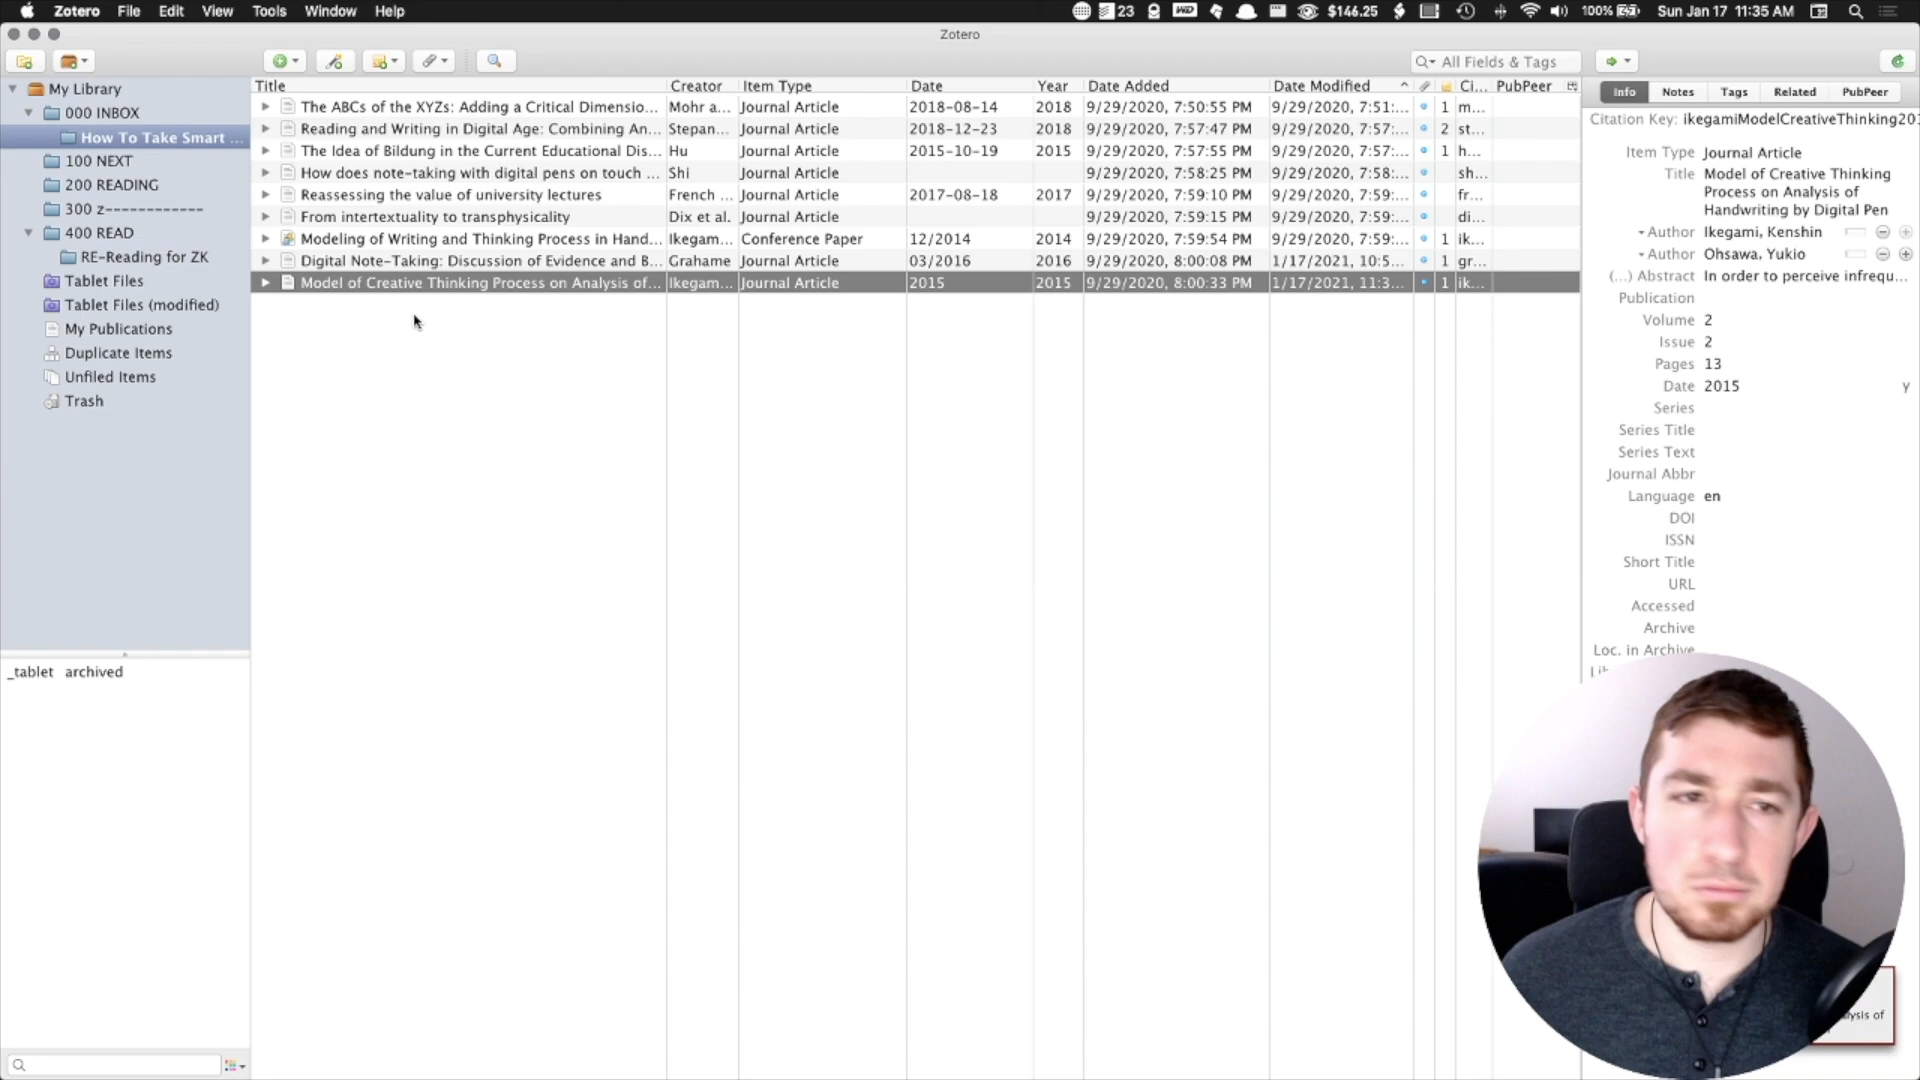 Zotero File Edit View Tools Window Help 23 $146.25 100% Sun Jan 17 11:35 AM
Zotero
All Fields & Tags
My Library
000 INBOX
How To Take Smart ...
100 NEXT
200 READING
300 z------------
400 READ
RE-Reading for ZK
Tablet Files
Tablet Files (modified)
My Publications
Duplicate Items
Unfiled Items
Trash
_tablet archived
Title Creator Item Type Date Year Date Added Date Modified Ci... PubPeer
The ABCs of the XYZs: Adding a Critical Dimensio... Mohr a... Journal Article 2018-08-14 2018 9/29/2020, 7:50:55 PM 9/29/2020, 7:51:... 1 m...
Reading and Writing in Digital Age: Combining An... Stepan... Journal Article 2018-12-23 2018 9/29/2020, 7:57:47 PM 9/29/2020, 7:57:... 2 st...
The Idea of Bildung in the Current Educational Dis... Hu Journal Article 2015-10-19 2015 9/29/2020, 7:57:55 PM 9/29/2020, 7:57:... 1 h...
How does note-taking with digital pens on touch ... Shi Journal Article 9/29/2020, 7:58:25 PM 9/29/2020, 7:58:... sh...
Reassessing the value of university lectures French ... Journal Article 2017-08-18 2017 9/29/2020, 7:59:10 PM 9/29/2020, 7:59:... fr...
From intertextuality to transphysicality Dix et al. Journal Article 9/29/2020, 7:59:15 PM 9/29/2020, 7:59:... di...
Modeling of Writing and Thinking Process in Hand... Ikegam... Conference Paper 12/2014 2014 9/29/2020, 7:59:54 PM 9/29/2020, 7:59:... 1 ik...
Digital Note-Taking: Discussion of Evidence and B... Grahame Journal Article 03/2016 2016 9/29/2020, 8:00:08 PM 1/17/2021, 10:5... 1 gr...
Model of Creative Thinking Process on Analysis of... Ikegam... Journal Article 2015 2015 9/29/2020, 8:00:33 PM 1/17/2021, 11:3... 1 ik...
Info Notes Tags Related PubPeer
Citation Key: ikegamiModelCreativeThinking201
Item Type Journal Article
Title Model of Creative Thinking
Process on Analysis of
Handwriting by Digital Pen
Author Ikegami, Kenshin
Author Ohsawa, Yukio
(...) Abstract In order to perceive infrequ...
Publication
Volume 2
Issue 2
Pages 13
Date 2015 y
Series
Series Title
Series Text
Journal Abbr
Language en
DOI
ISSN
Short Title
URL
Accessed
Archive
Loc. in Archive
lysis of